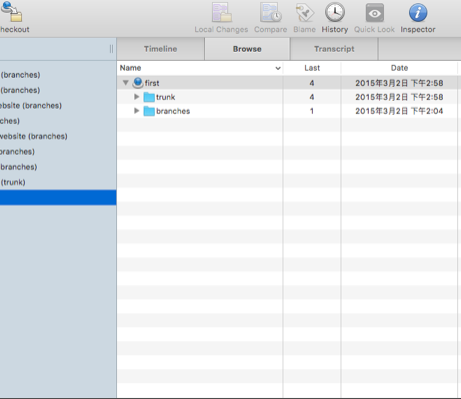 heckout
Local Changes Compare Blame History Quick Look Inspector
Timeline Browse Transcript
Name Last Date
(branches)
first 4 2015年3月2日 下午2:58
(branches)
trunk 4 2015年3月2日 下午2:58
ebsite (branches)
branches 1 2015年3月2日 下午2:04
ches)
website (branches)
branches)
branches)
(trunk)